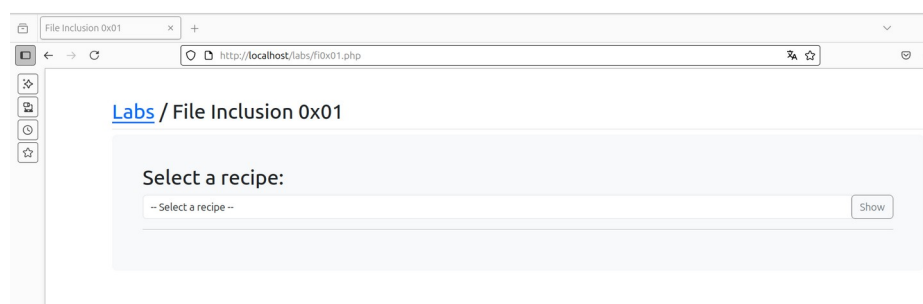 File Inclusion 0x01
http://localhost/labs/fi0x01.php
Labs / File Inclusion 0x01
Select a recipe:
-- Select a recipe --
Show